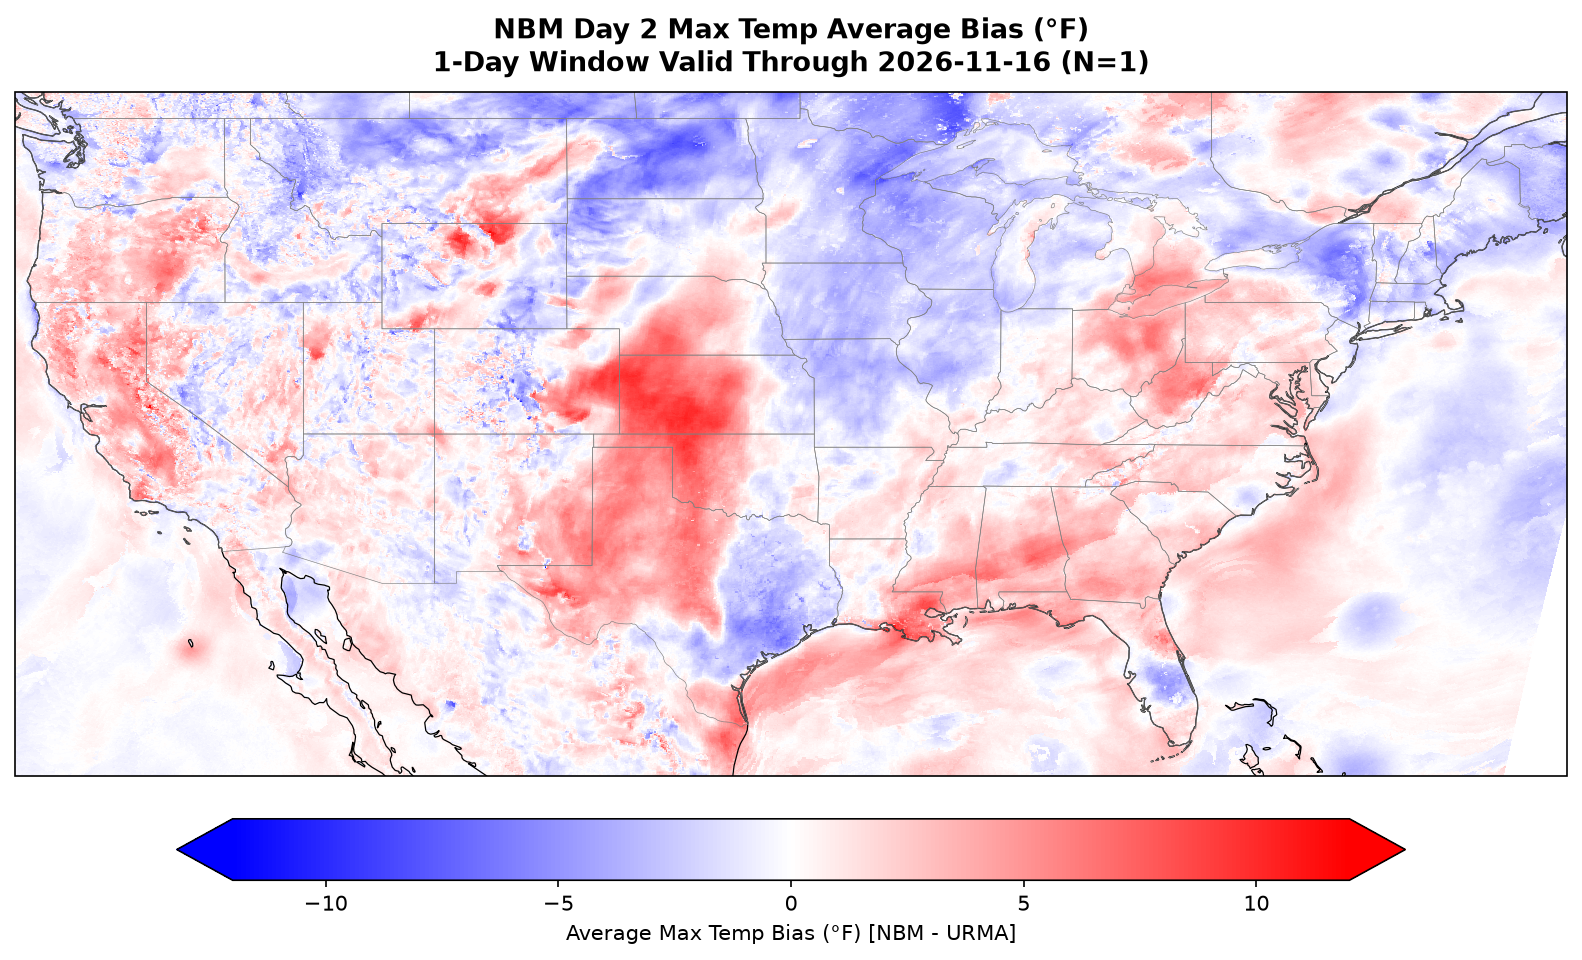 NBM Day 2 Max Temp Average Bias (°F)
1-Day Window Valid Through 2026-11-16 (N=1)
−10 −5 0 5 10
Average Max Temp Bias (°F) [NBM - URMA]